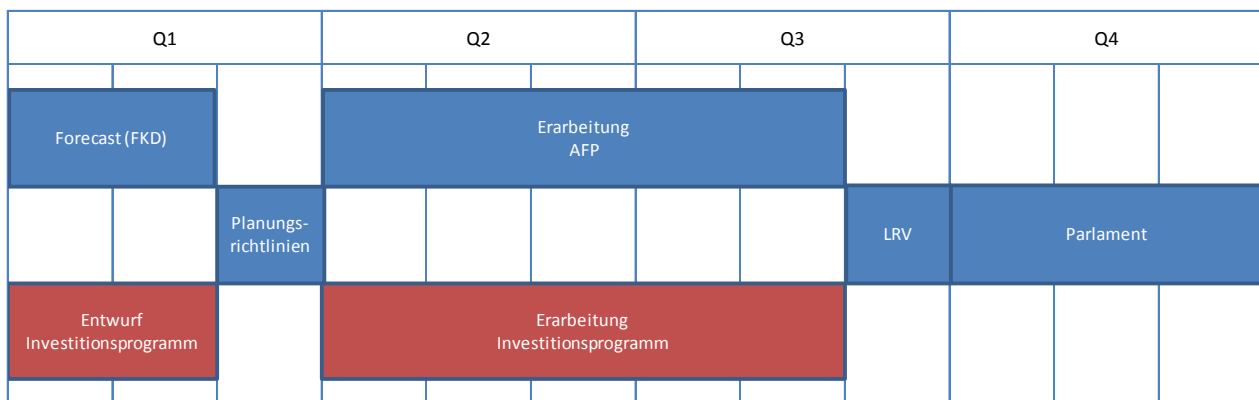 Q1
Q2
Q3
Q4
Forecast (FKD)
Erarbeitung
AFP
Planungs-
richtlinien
LRV
Parlament
Entwurf
Investitionsprogramm
Erarbeitung
Investitionsprogramm